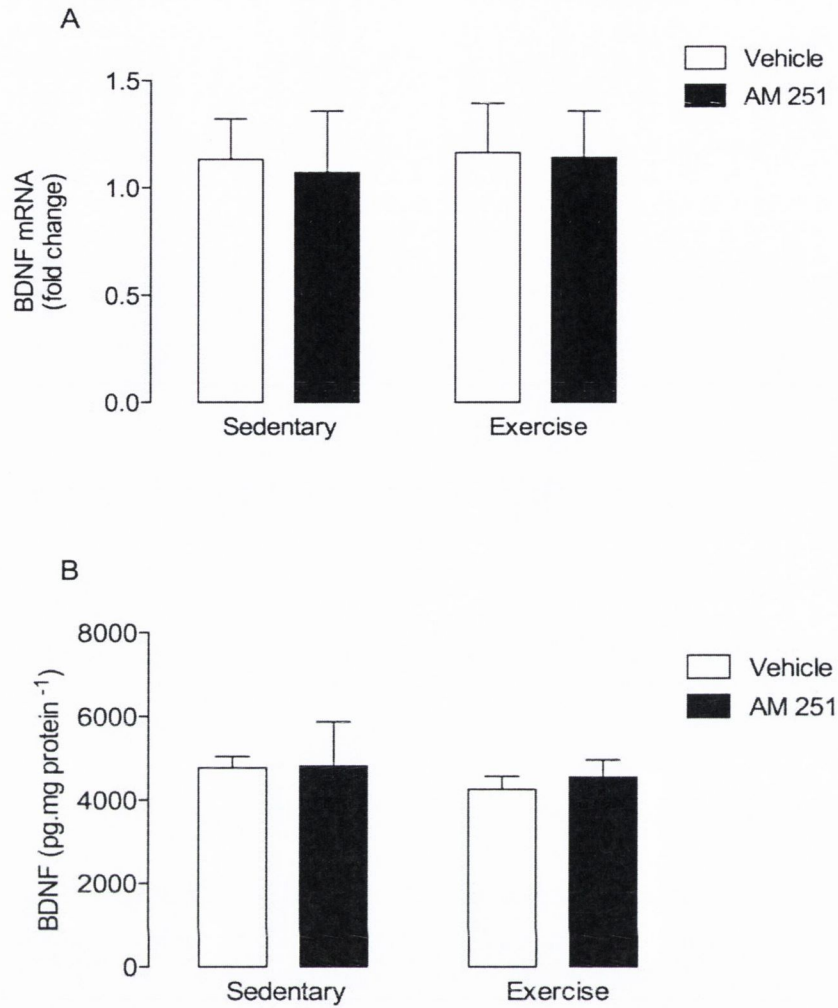 A
Vehicle
AM 251
1.5
1.0
0.5
0.0
BDNF mRNA
(fold change)
Sedentary Exercise
B
Vehicle
AM 251
8000
6000
4000
2000
0
BDNF (pg.mg protein -1)
Sedentary Exercise